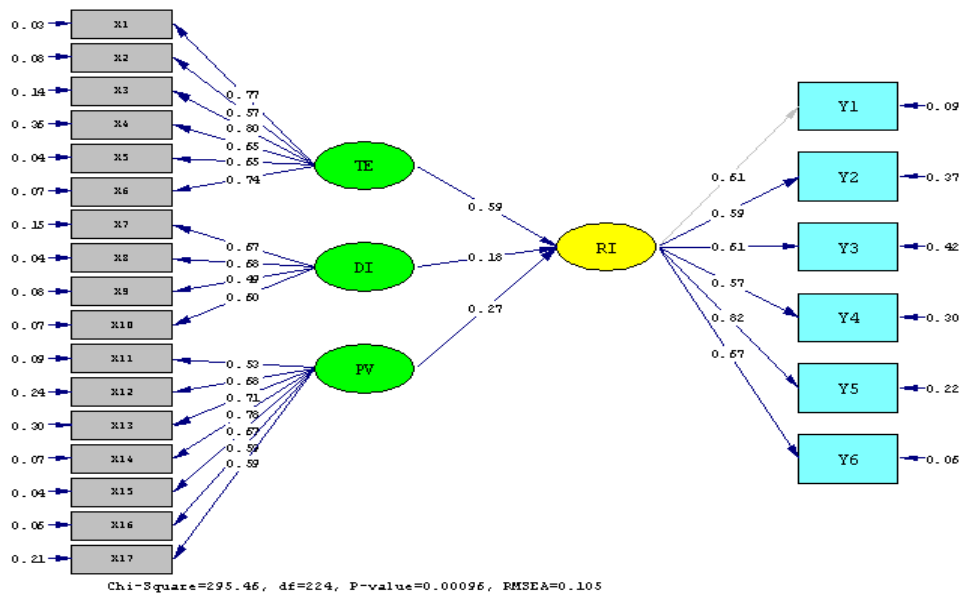 0.03 X1
0.08 X2
0.14 X3
0.36 X4
0.04 X5
0.07 X6
0.15 X7
0.04 X8
0.08 X9
0.07 X10
0.09 X11
0.24 X12
0.30 X13
0.07 X14
0.04 X15
0.06 X16
0.21 X17
0.77
0.57
0.80
0.65
0.65
0.74
0.67
0.68
0.49
0.60
0.53
0.68
0.71
0.78
0.67
0.59
0.59
TE
DI
PV
0.59
0.18
0.27
RI
0.61
0.59
0.61
0.57
0.82
0.67
Y1 0.09
Y2 0.37
Y3 0.42
Y4 0.30
Y5 0.22
Y6 0.06
Chi-Square=295.46, df=224, P-value=0.00096, RMSEA=0.105